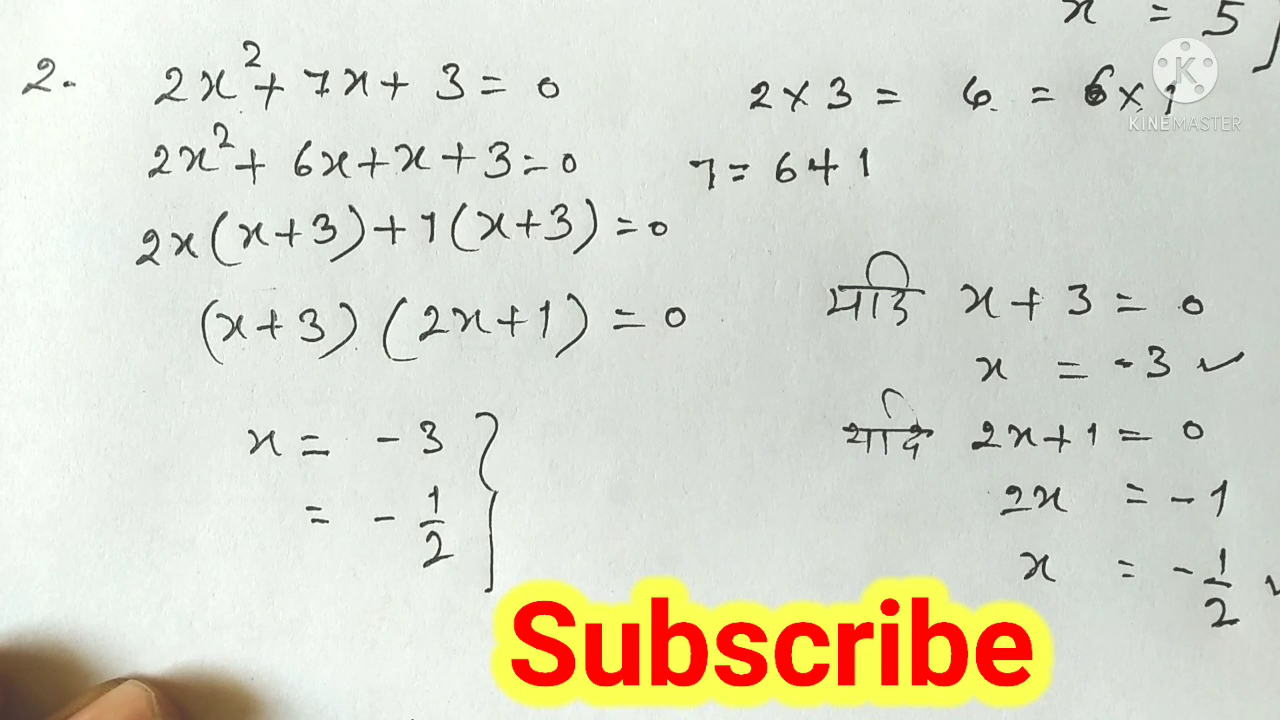 x = 5
2. 2x² + 7x + 3 = 0
2x² + 6x + x + 3 = 0
2x(x+3) + 1(x+3) = 0
(x+3) (2x+1) = 0
x = -3
= -1/2
2 × 3 = 6 = 6 × 1
7 = 6 + 1
यदि x + 3 = 0
x = -3 ✓
यदि 2x + 1 = 0
2x = -1
x = -1/2 ✓
KINEMASTER
Subscribe